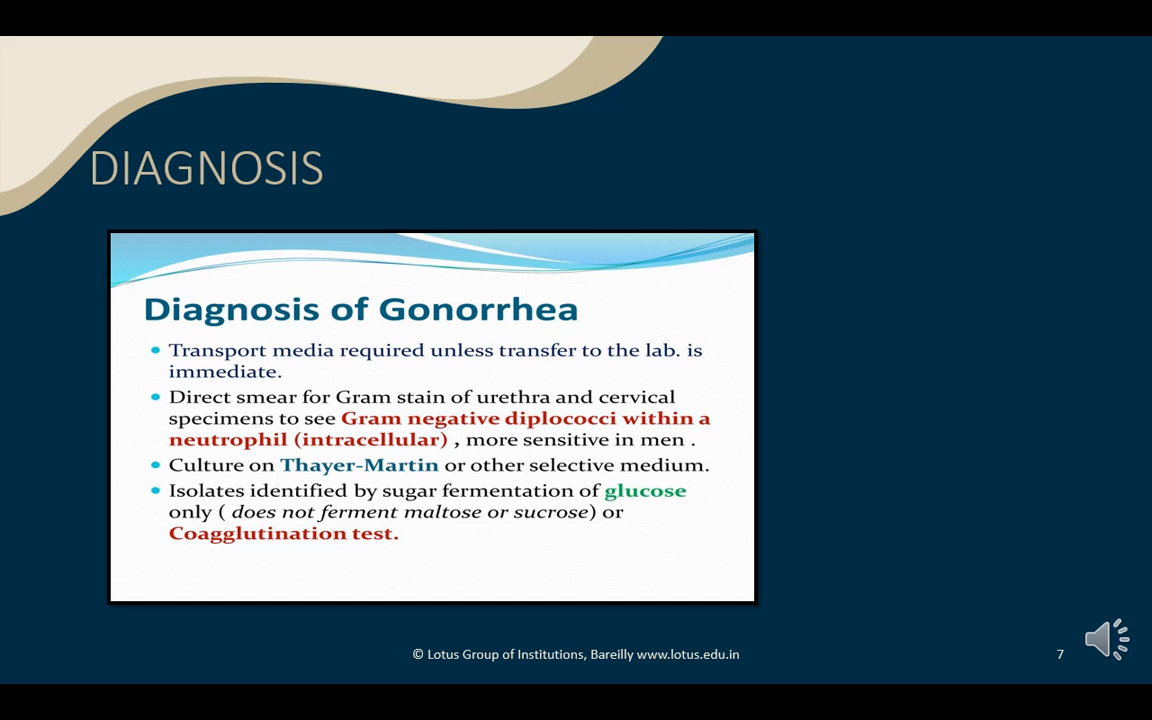 DIAGNOSIS
Diagnosis of Gonorrhea
• Transport media required unless transfer to the lab. is
immediate.
• Direct smear for Gram stain of urethra and cervical
specimens to see Gram negative diplococci within a
neutrophil (intracellular) , more sensitive in men .
• Culture on Thayer-Martin or other selective medium.
• Isolates identified by sugar fermentation of glucose
only ( does not ferment maltose or sucrose) or
Coagglutination test.
© Lotus Group of Institutions, Bareilly www.lotus.edu.in
7